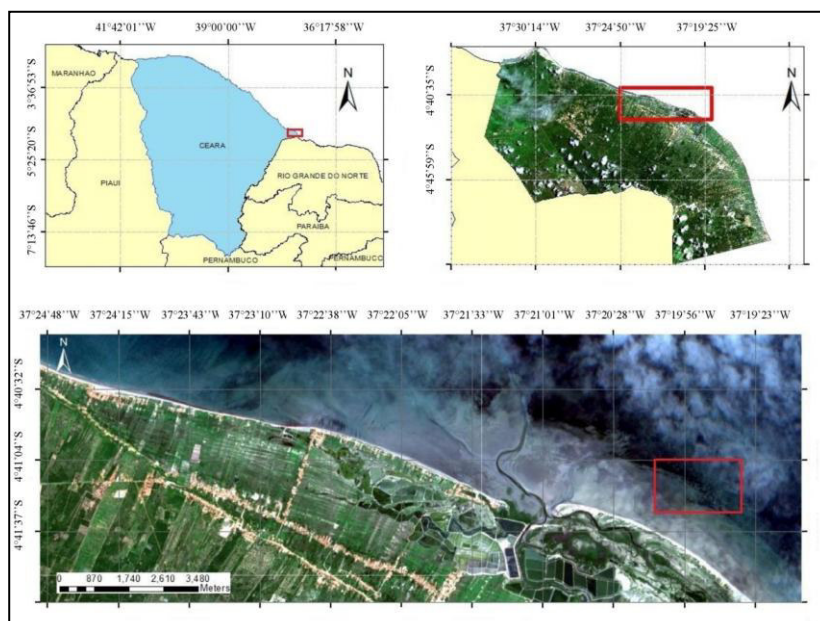 41°42'01''W 39°00'00''W 36°17'58''W
3°36'53''S
5°25'20''S
7°13'46''S
MARANHAO
N
CEARA
PIAUI
RIO GRANDE DO NORTE
PARAIBA
PERNAMBUCO
PERNAMBUCO
37°30'14''W 37°24'50''W 37°19'25''W
4°40'35''S
4°45'59''S
N
37°24'48''W 37°24'15''W 37°23'43''W 37°23'10''W 37°22'38''W 37°22'05''W 37°21'33''W 37°21'01''W 37°20'28''W 37°19'56''W 37°19'23''W
4°40'32''S
4°41'04''S
4°41'37''S
N
0 870 1,740 2,610 3,480
Meters